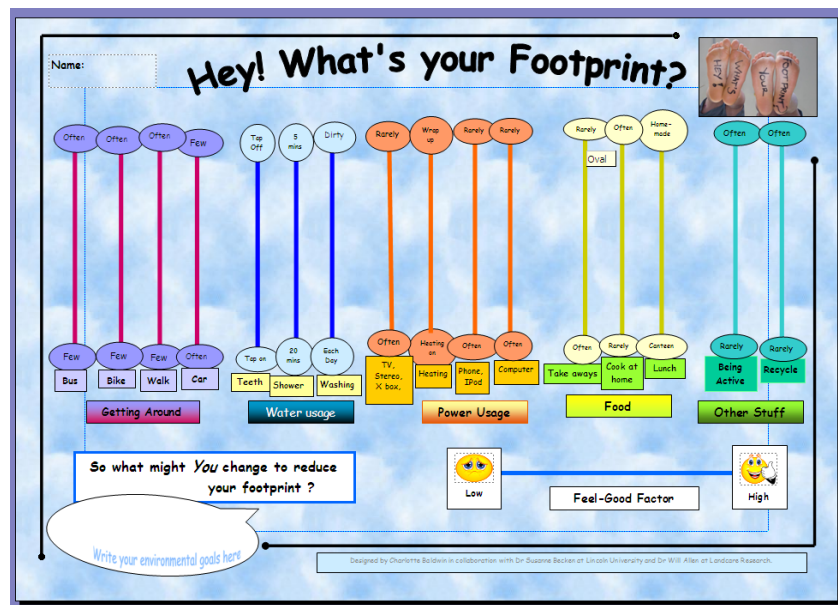 Name:
Hey! What's your Footprint?
HEY!
WHAT'S
YOUR
FOOTPRINT
Often
Often
Often
Few
Tap
Off
5
mins
Dirty
Rarely
Wrap
up
Rarely
Rarely
Rarely
Often
Home-
made
Often
Often
Oval
Few
Few
Few
Often
Tap on
20
mins
Each
Day
Often
Heating
on
Often
Often
Often
Rarely
Canteen
Rarely
Rarely
Bus
Bike
Walk
Car
Teeth
Shower
Washing
TV,
Stereo,
X box,
Heating
Phone,
IPod
Computer
Take aways
Cook at
home
Lunch
Being
Active
Recycle
Getting Around
Water usage
Power Usage
Food
Other Stuff
So what might You change to reduce
your footprint ?
Low
Feel-Good Factor
High
Write your environmental goals here
Designed by Charlotte Baldwin in collaboration with Dr Susanne Becken at Lincoln University and Dr Will Allen at Landcare Research.